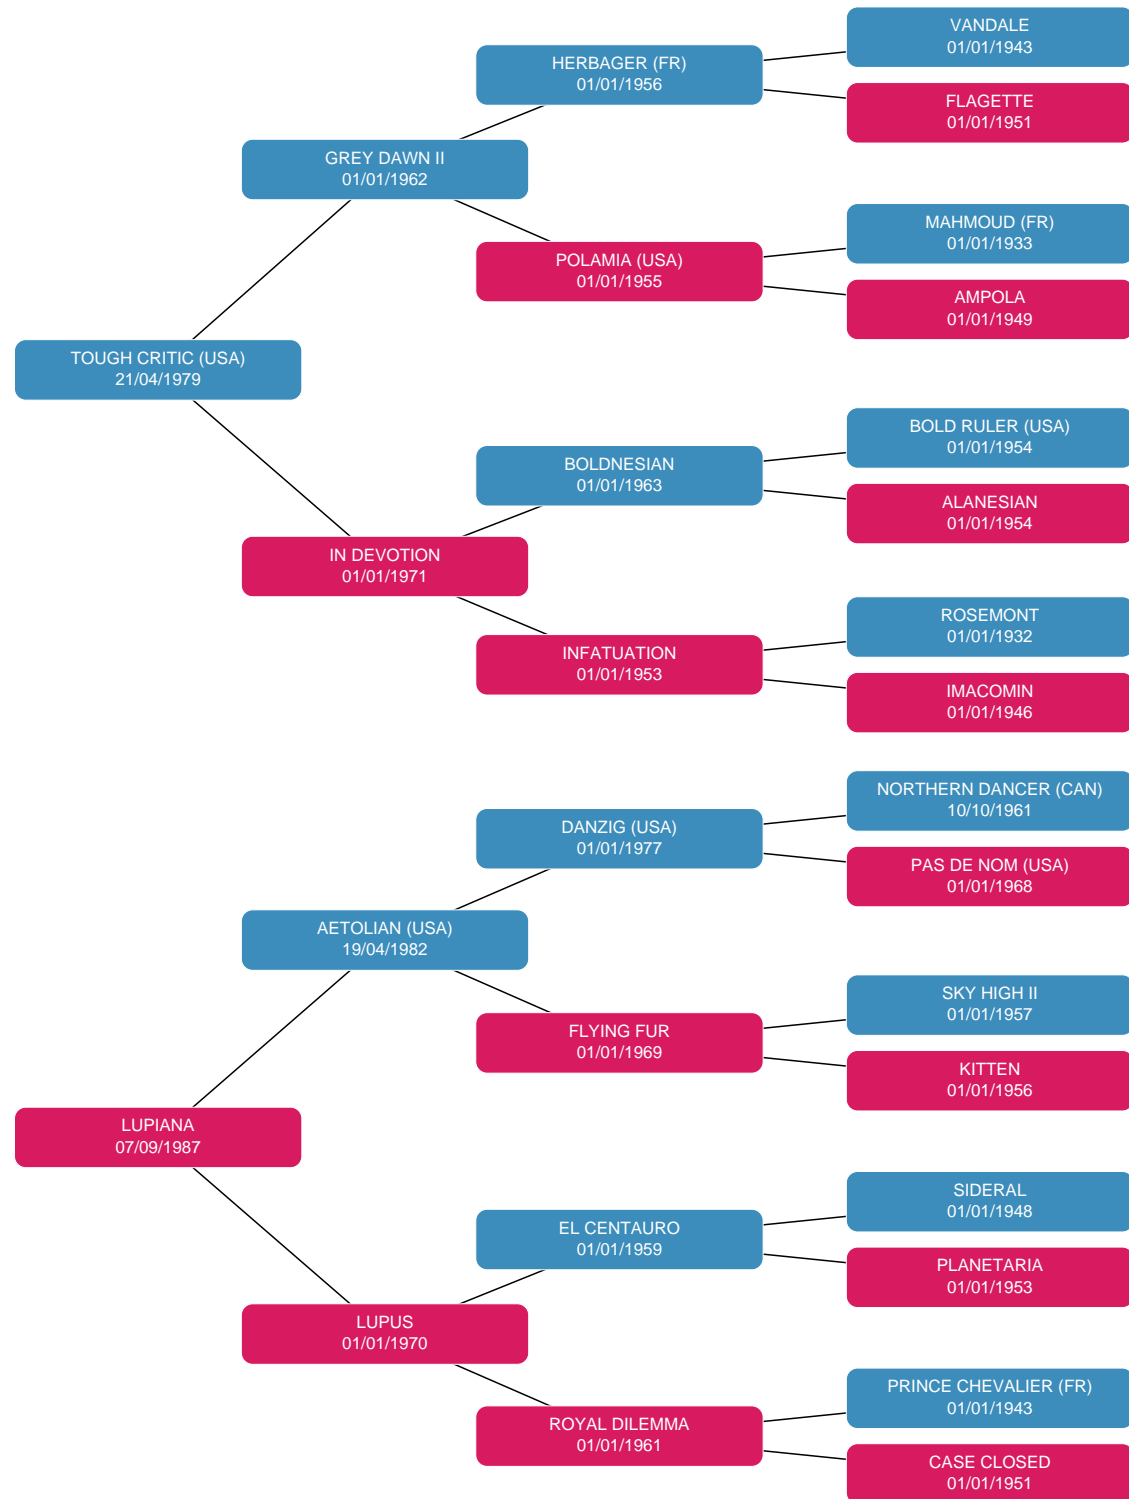 VANDALE
01/01/1943
HERBAGER (FR)
01/01/1956
FLAGETTE
01/01/1951
GREY DAWN II
01/01/1962
MAHMOUD (FR)
01/01/1933
POLAMIA (USA)
01/01/1955
AMPOLA
01/01/1949
TOUGH CRITIC (USA)
21/04/1979
BOLD RULER (USA)
01/01/1954
BOLDNESIAN
01/01/1963
ALANESIAN
01/01/1954
IN DEVOTION
01/01/1971
ROSEMONT
01/01/1932
INFATUATION
01/01/1953
IMACOMIN
01/01/1946
NORTHERN DANCER (CAN)
10/10/1961
DANZIG (USA)
01/01/1977
PAS DE NOM (USA)
01/01/1968
AETOLIAN (USA)
19/04/1982
SKY HIGH II
01/01/1957
FLYING FUR
01/01/1969
KITTEN
01/01/1956
LUPIANA
07/09/1987
SIDERAL
01/01/1948
EL CENTAURO
01/01/1959
PLANETARIA
01/01/1953
LUPUS
01/01/1970
PRINCE CHEVALIER (FR)
01/01/1943
ROYAL DILEMMA
01/01/1961
CASE CLOSED
01/01/1951